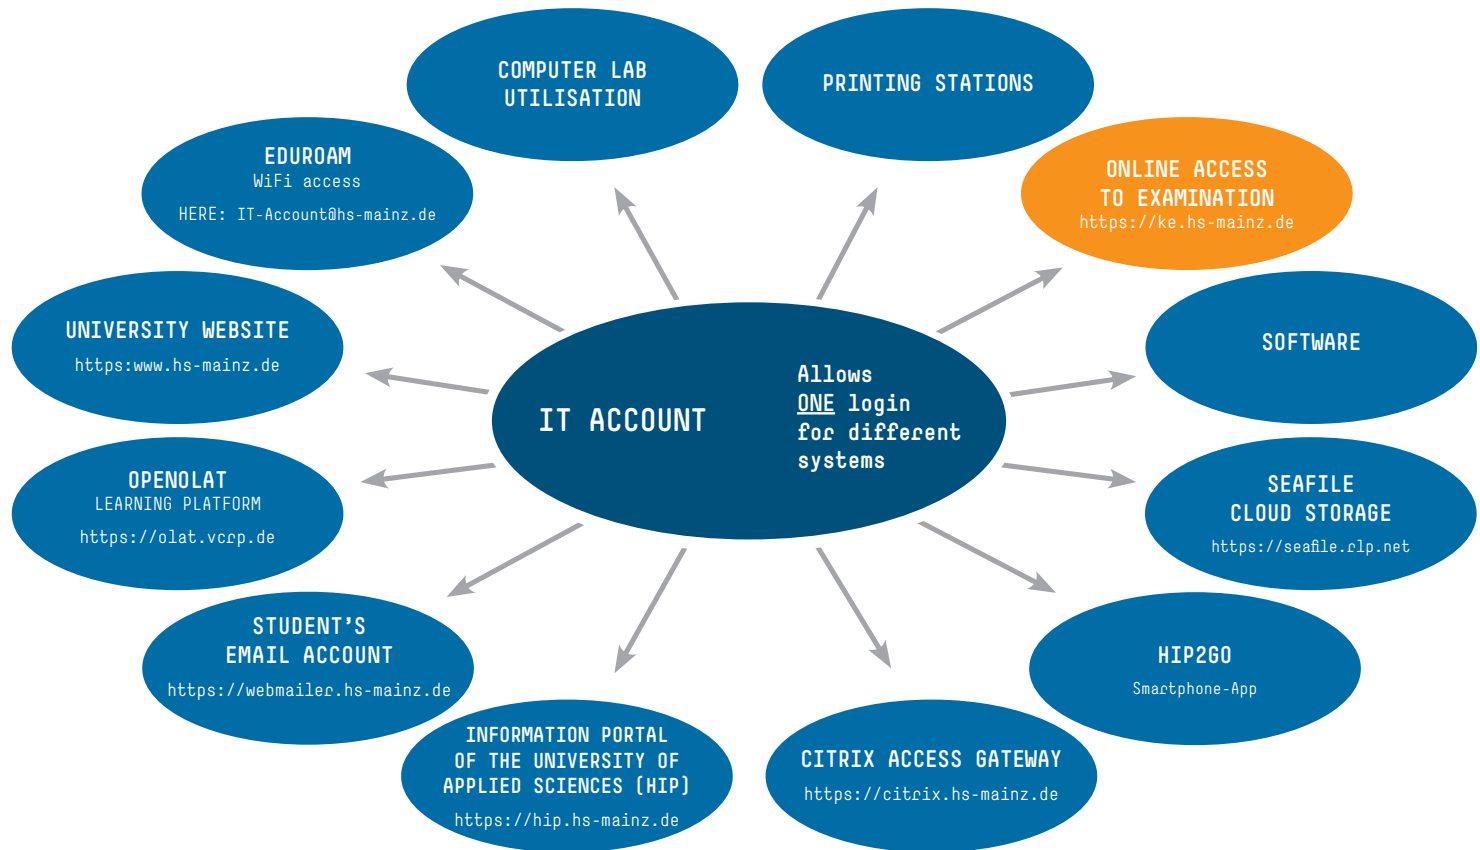 COMPUTER LAB
UTILISATION
PRINTING STATIONS
EDUROAM
WiFi access
HERE: IT-Account@hs-mainz.de
ONLINE ACCESS
TO EXAMINATION
https://ke.hs-mainz.de
UNIVERSITY WEBSITE
https:www.hs-mainz.de
SOFTWARE
IT ACCOUNT
Allows
ONE login
for different
systems
OPENOLAT
LEARNING PLATFORM
https://olat.vcrp.de
SEAFILE
CLOUD STORAGE
https://seafile.rlp.net
STUDENT’S
EMAIL ACCOUNT
https://webmailer.hs-mainz.de
HIP2GO
Smartphone-App
INFORMATION PORTAL
OF THE UNIVERSITY OF
APPLIED SCIENCES (HIP)
https://hip.hs-mainz.de
CITRIX ACCESS GATEWAY
https://citrix.hs-mainz.de